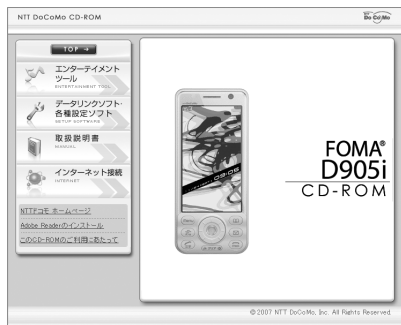 NTT DoCoMo CD-ROM
NTT DoCoMo
TOP →
エンターテイメント
ツール
ENTERTAINMENT TOOL
データリンクソフト・
各種設定ソフト
SETUP SOFTWARE
取扱説明書
MANUAL
インターネット接続
INTERNET
NTTドコモ ホームページ
Adobe Readerのインストール
このCD-ROMのご利用にあたって
FOMA®
D905i
CD-ROM
© 2007 NTT DoCoMo, Inc. All Rights Reserved.